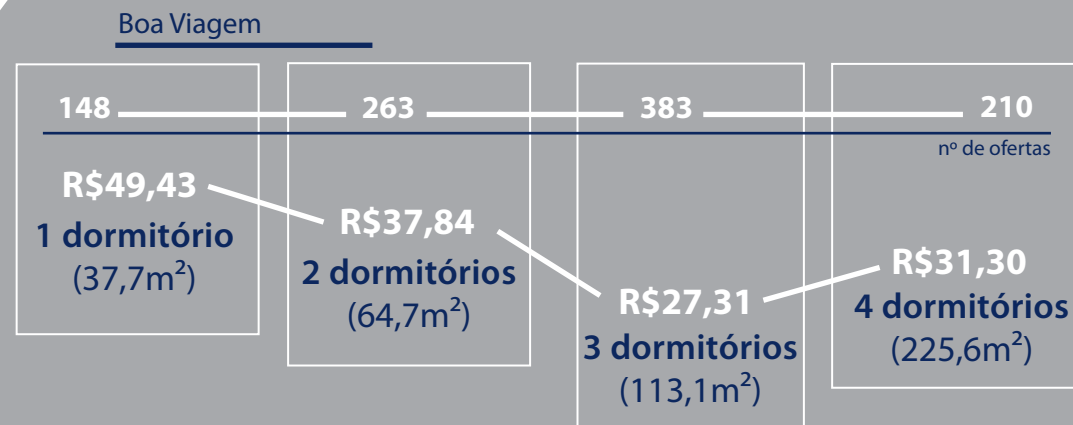 Boa Viagem
148
263
383
210
nº de ofertas
R$49,43
1 dormitório
(37,7m²)
R$37,84
2 dormitórios
(64,7m²)
R$27,31
3 dormitórios
(113,1m²)
R$31,30
4 dormitórios
(225,6m²)